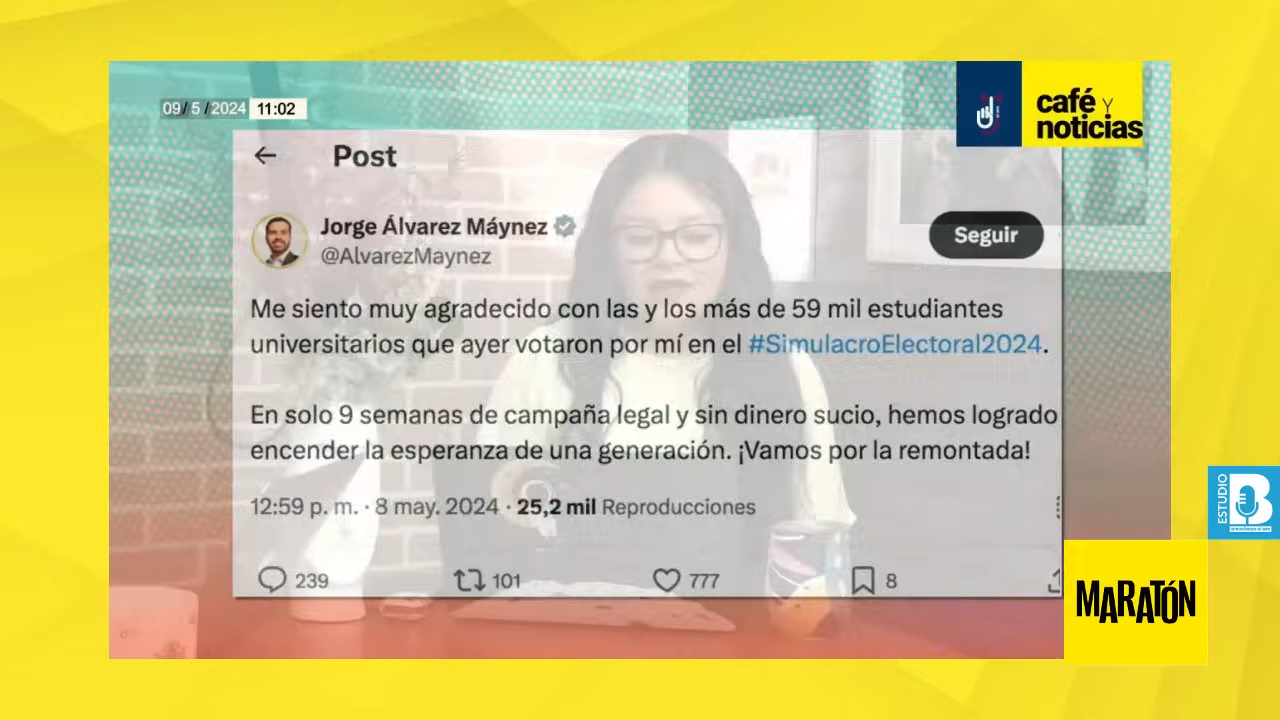 09/ 5 /2024 11:02
café Y
noticias
Post
Jorge Álvarez Máynez
@AlvarezMaynez
Seguir
Me siento muy agradecido con las y los más de 59 mil estudiantes
universitarios que ayer votaron por mí en el #SimulacroElectoral2024.
En solo 9 semanas de campaña legal y sin dinero sucio, hemos logrado
encender la esperanza de una generación. ¡Vamos por la remontada!
12:59 p. m. · 8 may. 2024 · 25,2 mil Reproducciones
239 101 777 8
ESTUDIO
B
MARATÓN